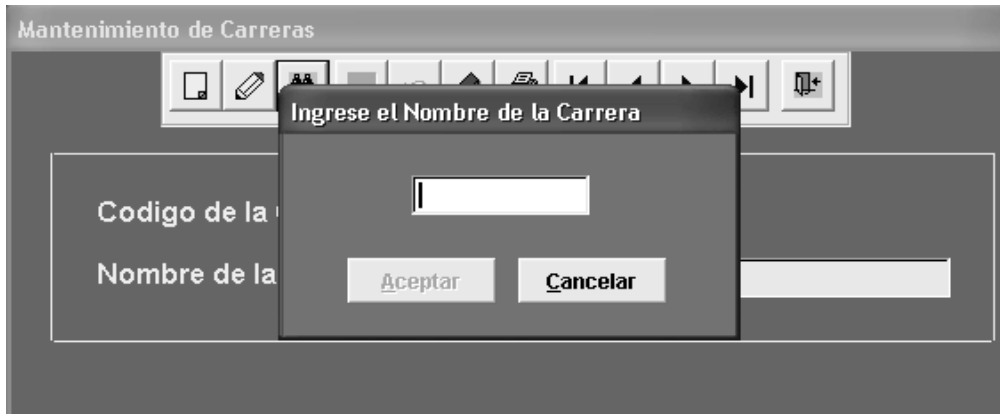 Mantenimiento de Carreras
Ingrese el Nombre de la Carrera
Codigo de la
Nombre de la
Aceptar
Cancelar